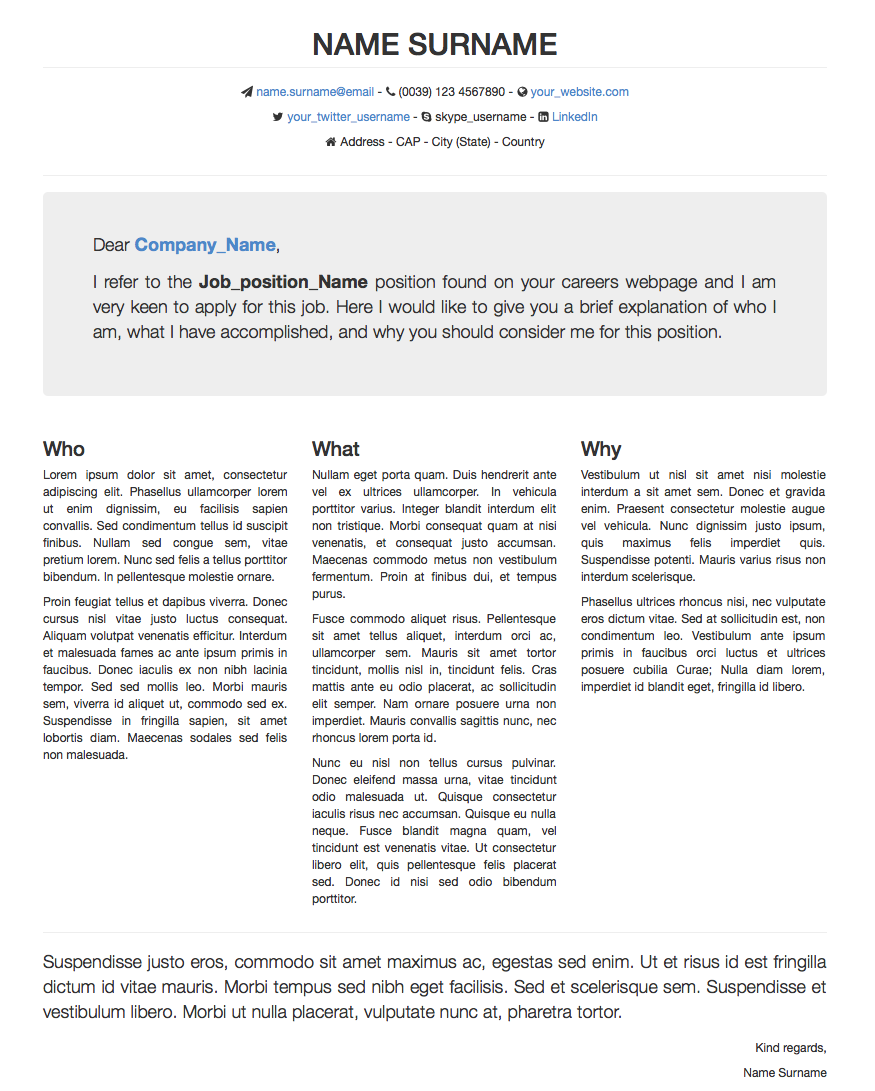 NAME SURNAME
name.surname@email - (0039) 123 4567890 - your_website.com
your_twitter_username - skype_username - LinkedIn
Address - CAP - City (State) - Country
Dear Company_Name,
I refer to the Job_position_Name position found on your careers webpage and I am
very keen to apply for this job. Here I would like to give you a brief explanation of who I
am, what I have accomplished, and why you should consider me for this position.
Who
Lorem ipsum dolor sit amet, consectetur
adipiscing elit. Phasellus ullamcorper lorem
ut enim dignissim, eu facilisis sapien
convallis. Sed condimentum tellus id suscipit
finibus. Nullam sed congue sem, vitae
pretium lorem. Nunc sed felis a tellus porttitor
bibendum. In pellentesque molestie ornare.
Proin feugiat tellus et dapibus viverra. Donec
cursus nisl vitae justo luctus consequat.
Aliquam volutpat venenatis efficitur. Interdum
et malesuada fames ac ante ipsum primis in
faucibus. Donec iaculis ex non nibh lacinia
tempor. Sed sed mollis leo. Morbi mauris
sem, viverra id aliquet ut, commodo sed ex.
Suspendisse in fringilla sapien, sit amet
lobortis diam. Maecenas sodales sed felis
non malesuada.
What
Nullam eget porta quam. Duis hendrerit ante
vel ex ultrices ullamcorper. In vehicula
porttitor varius. Integer blandit interdum elit
non tristique. Morbi consequat quam at nisi
venenatis, et consequat justo accumsan.
Maecenas commodo metus non vestibulum
fermentum. Proin at finibus dui, et tempus
purus.
Fusce commodo aliquet risus. Pellentesque
sit amet tellus aliquet, interdum orci ac,
ullamcorper sem. Mauris sit amet tortor
tincidunt, mollis nisl in, tincidunt felis. Cras
mattis ante eu odio placerat, ac sollicitudin
elit semper. Nam ornare posuere urna non
imperdiet. Mauris convallis sagittis nunc, nec
rhoncus lorem porta id.
Nunc eu nisl non tellus cursus pulvinar.
Donec eleifend massa urna, vitae tincidunt
odio malesuada ut. Quisque consectetur
iaculis risus nec accumsan. Quisque eu nulla
neque. Fusce blandit magna quam, vel
tincidunt est venenatis vitae. Ut consectetur
libero elit, quis pellentesque felis placerat
sed. Donec id nisi sed odio bibendum
porttitor.
Why
Vestibulum ut nisl sit amet nisi molestie
interdum a sit amet sem. Donec et gravida
enim. Praesent consectetur molestie augue
vel vehicula. Nunc dignissim justo ipsum,
quis maximus felis imperdiet quis.
Suspendisse potenti. Mauris varius risus non
interdum scelerisque.
Phasellus ultrices rhoncus nisi, nec vulputate
eros dictum vitae. Sed at sollicitudin est, non
condimentum leo. Vestibulum ante ipsum
primis in faucibus orci luctus et ultrices
posuere cubilia Curae; Nulla diam lorem,
imperdiet id blandit eget, fringilla id libero.
Suspendisse justo eros, commodo sit amet maximus ac, egestas sed enim. Ut et risus id est fringilla
dictum id vitae mauris. Morbi tempus sed nibh eget facilisis. Sed et scelerisque sem. Suspendisse et
vestibulum libero. Morbi ut nulla placerat, vulputate nunc at, pharetra tortor.
Kind regards,
Name Surname